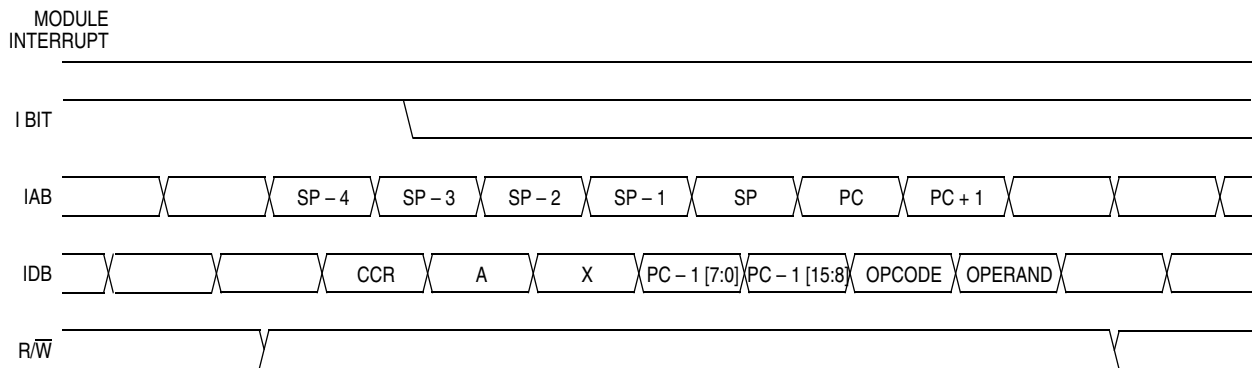 MODULE
INTERRUPT
I BIT
IAB SP – 4 SP – 3 SP – 2 SP – 1 SP PC PC + 1
IDB CCR A X PC – 1 [7:0] PC – 1 [15:8] OPCODE OPERAND
R/W̅